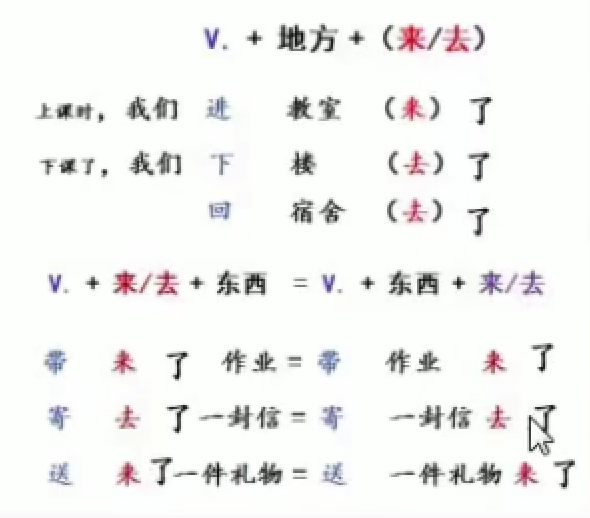 V. + 地方 + (来/去)
上课时, 我们 进 教室 (来) 了
下课了, 我们 下 楼 (去) 了
回 宿舍 (去) 了
V. + 来/去 + 东西 = V. + 东西 + 来/去
带 来 了 作业 = 带 作业 来 了
寄 去 了 一封信 = 寄 一封信 去 了
送 来 了 一件礼物 = 送 一件礼物 来 了